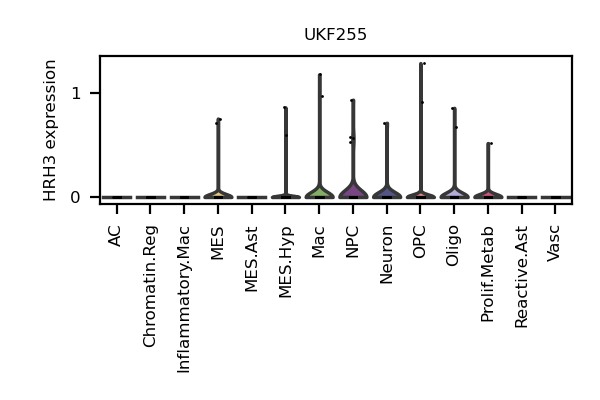 UKF255
HRH3 expression
1
0
AC
Chromatin.Reg
Inflammatory.Mac
MES
MES.Ast
MES.Hyp
Mac
NPC
Neuron
OPC
Oligo
Prolif.Metab
Reactive.Ast
Vasc